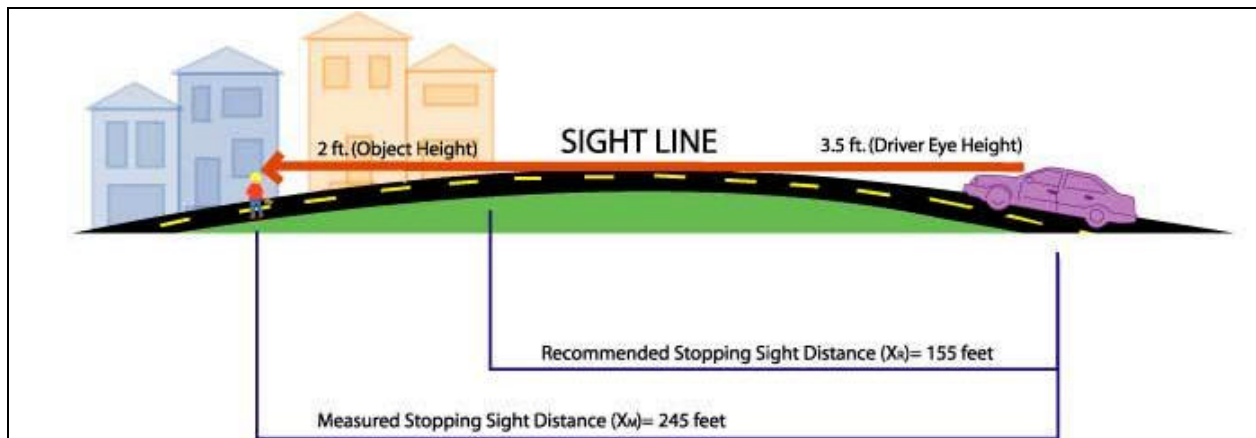 SIGHT LINE
2 ft. (Object Height)
3.5 ft. (Driver Eye Height)
Recommended Stopping Sight Distance (XR)= 155 feet
Measured Stopping Sight Distance (XM)= 245 feet